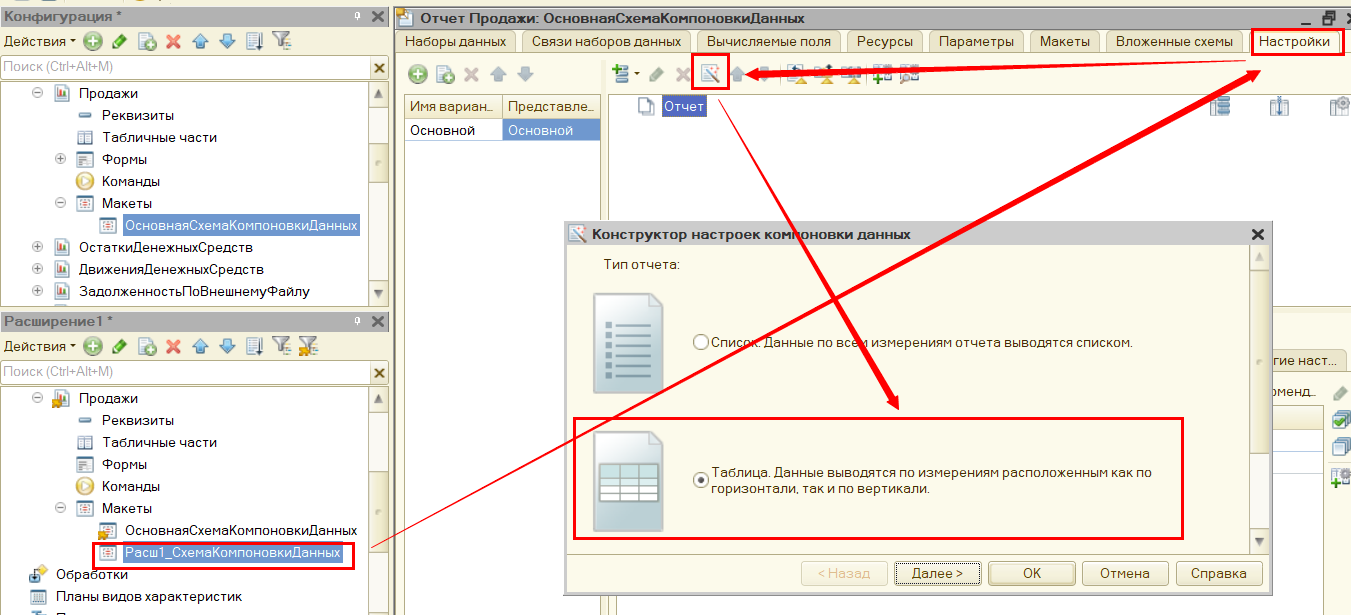 Конфигурация *
Действия
Поиск (Ctrl+Alt+M)
Продажи
Реквизиты
Табличные части
Формы
Команды
Макеты
ОсновнаяСхемаКомпоновкиДанных
ОстаткиДенежныхСредств
ДвиженияДенежныхСредств
ЗадолженностьПоВнешнемуФайлу
Расширение1 *
Действия
Поиск (Ctrl+Alt+M)
Продажи
Реквизиты
Табличные части
Формы
Команды
Макеты
ОсновнаяСхемаКомпоновкиДанных
Расш1_СхемаКомпоновкиДанных
Обработки
Планы видов характеристик
Отчет Продажи: ОсновнаяСхемаКомпоновкиДанных
Наборы данных Связи наборов данных Вычисляемые поля Ресурсы Параметры Макеты Вложенные схемы Настройки
Имя вариан... Представле...
Основной Основной
Отчет
гие наст...
оменд...
Конструктор настроек компоновки данных
Тип отчета:
Список. Данные по всем измерениям отчета выводятся списком.
Таблица. Данные выводятся по измерениям расположенным как по
горизонтали, так и по вертикали.
< Назад Далее > ОК Отмена Справка